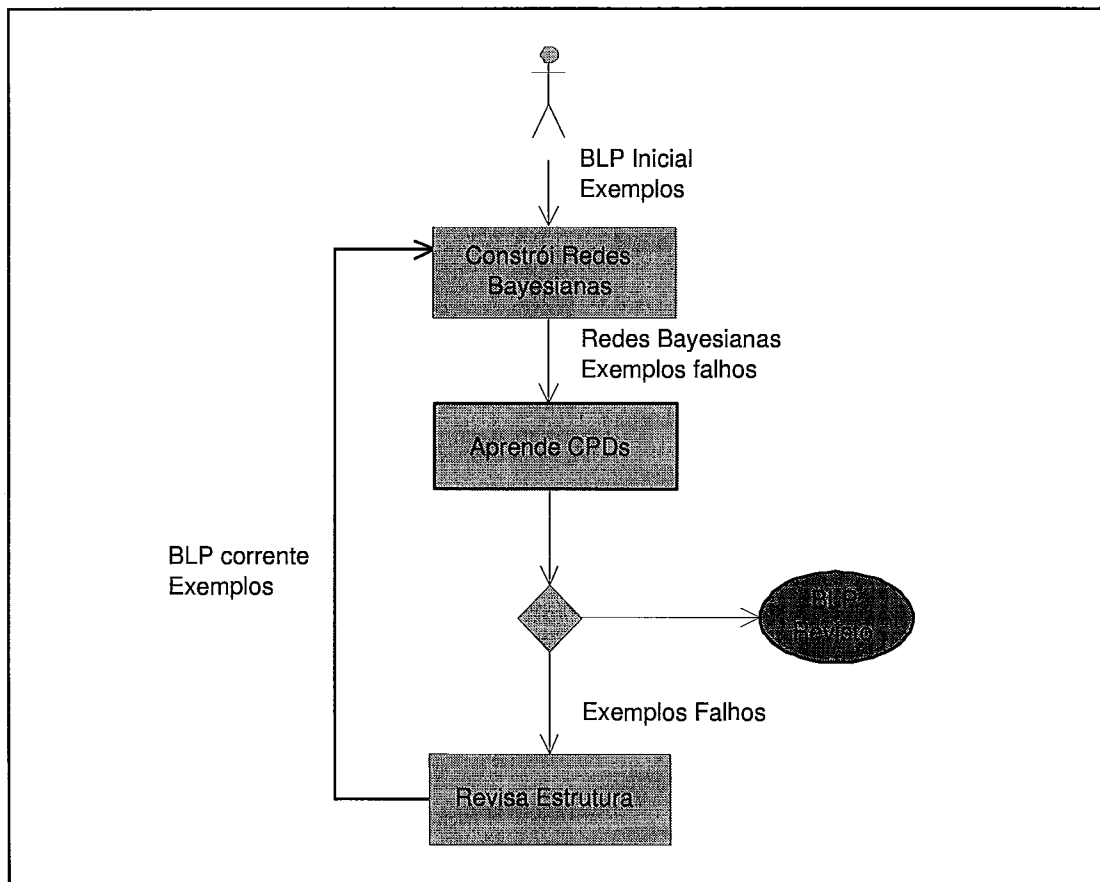 BLP Inicial
Exemplos
Constrói Redes
Bayesianas
Redes Bayesianas
Exemplos falhos
Aprende CPDs
BLP corrente
Exemplos
BLP
Revisto
Exemplos Falhos
Revisa Estrutura